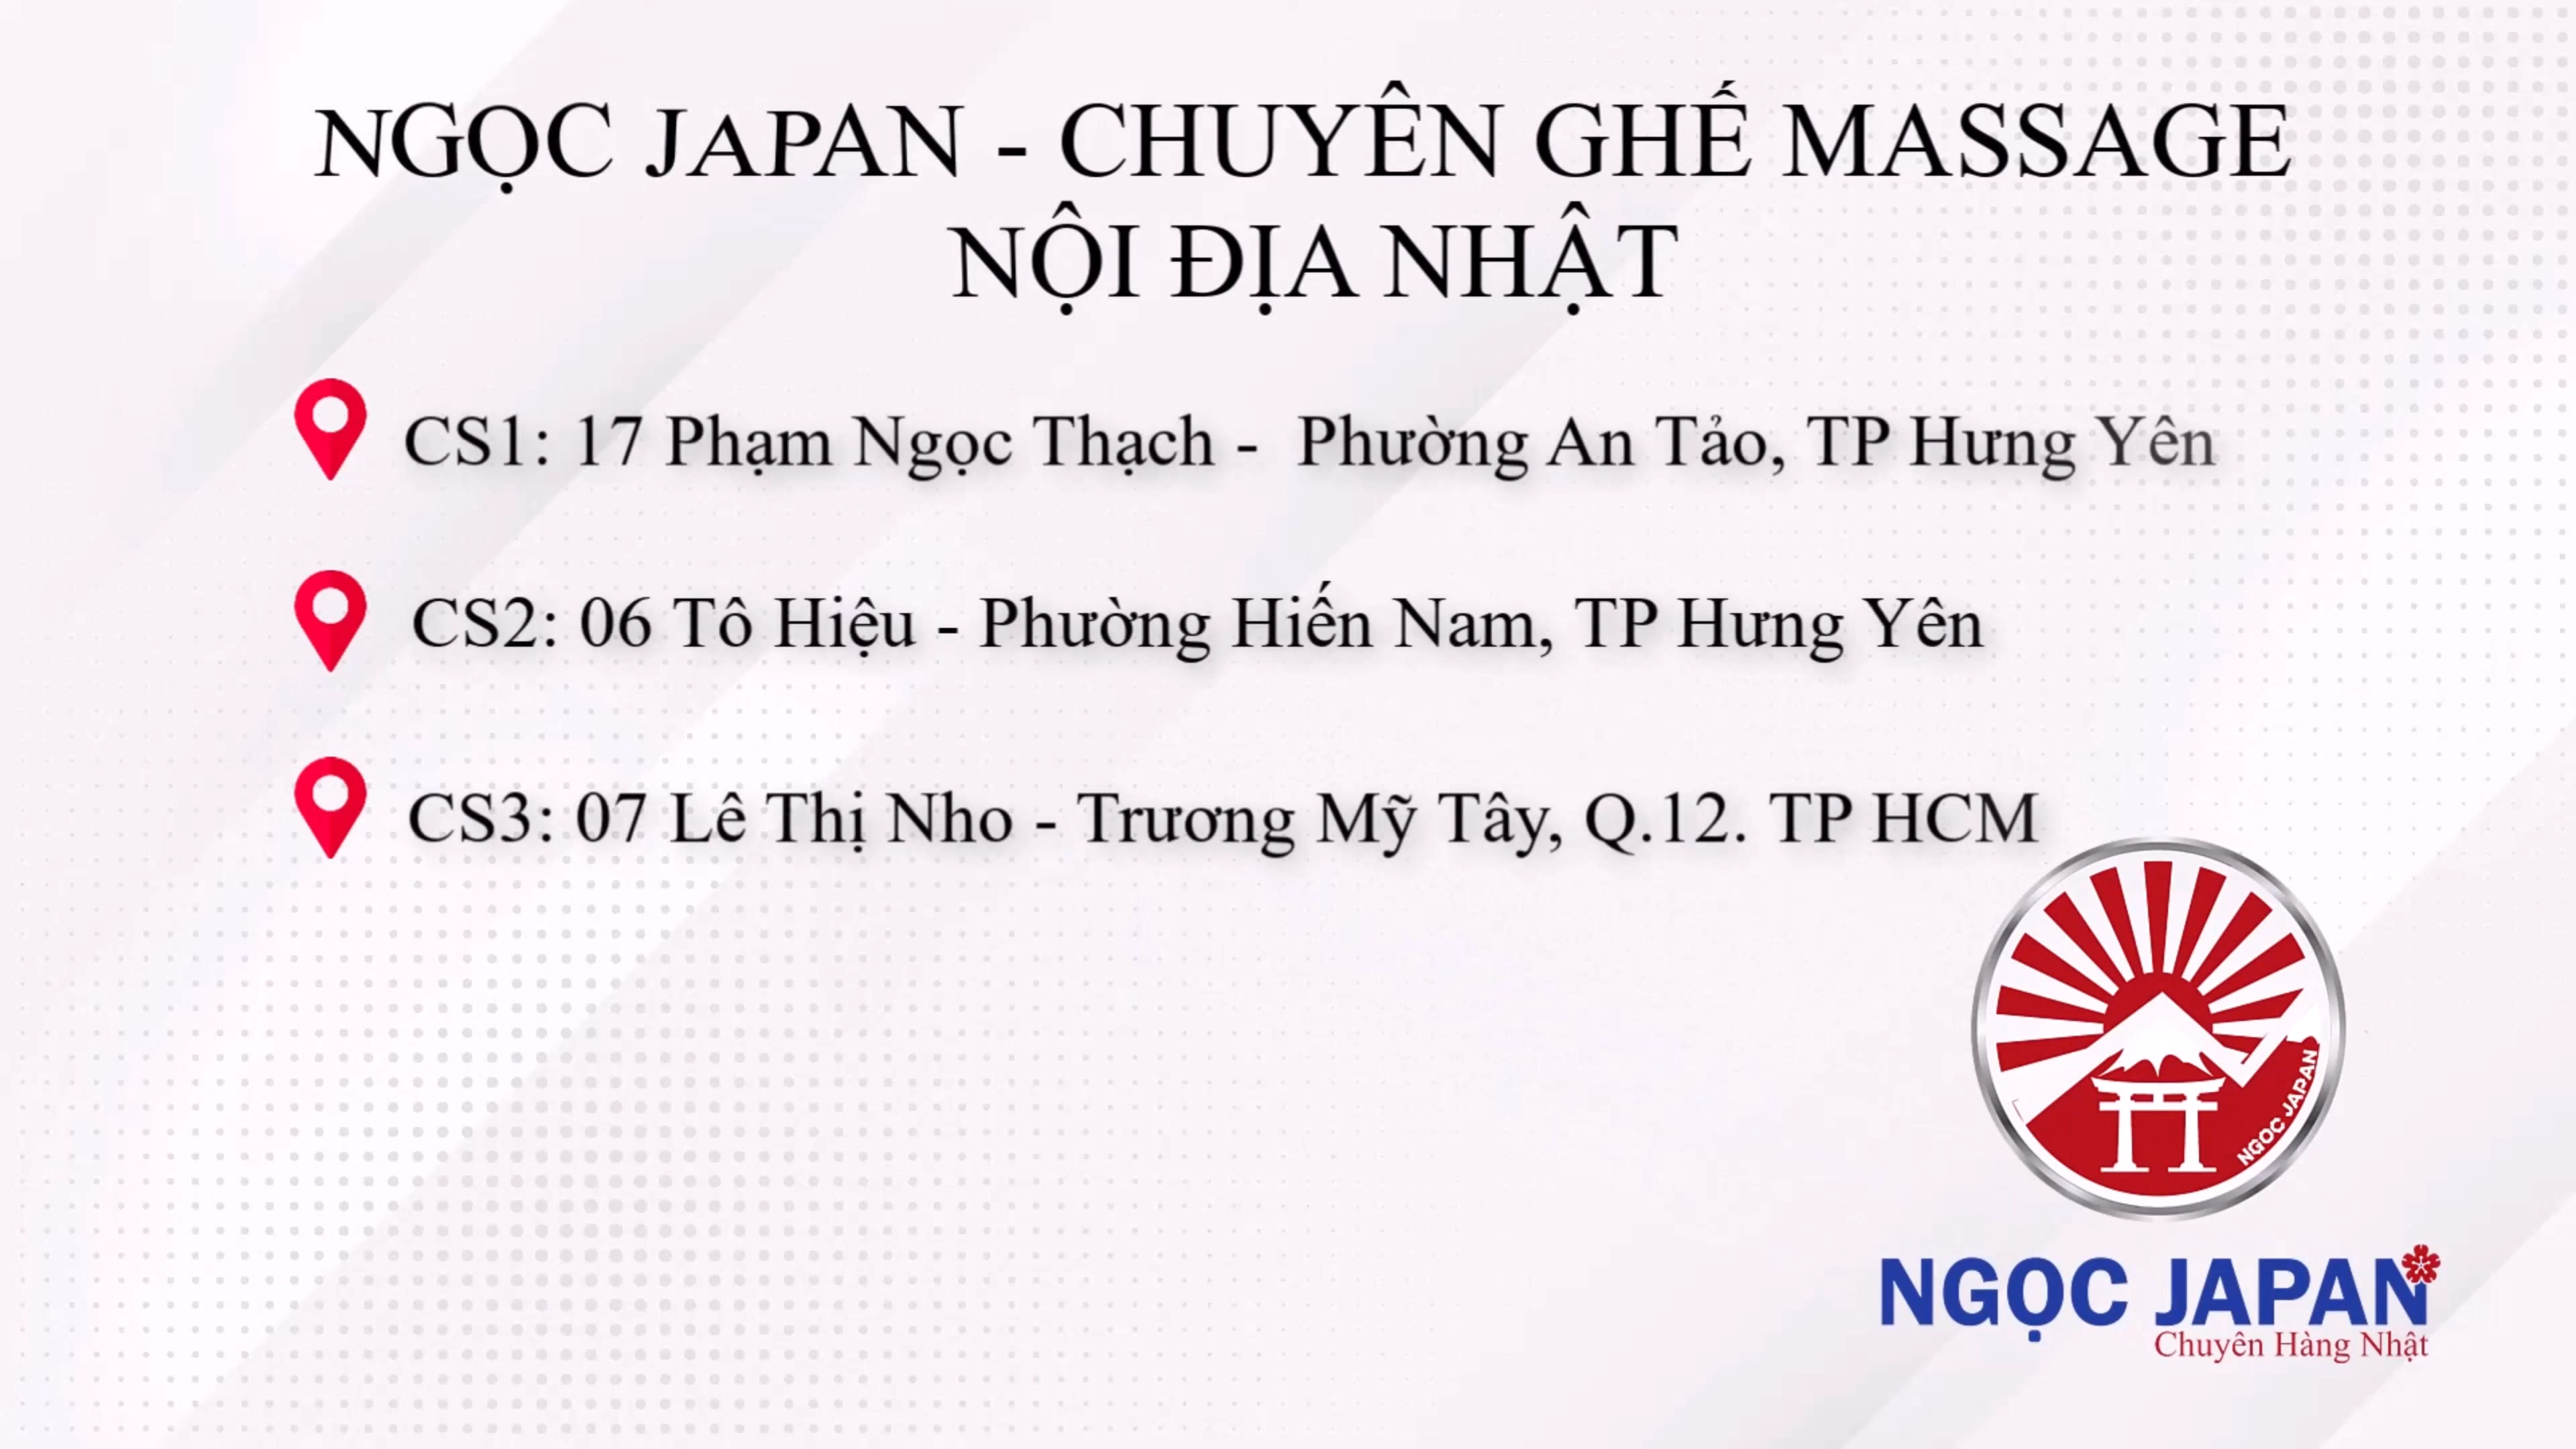 NGỌC JAPAN - CHUYÊN GHẾ MASSAGE
NỘI ĐỊA NHẬT
CS1: 17 Phạm Ngọc Thạch - Phường An Tảo, TP Hưng Yên
CS2: 06 Tô Hiệu - Phường Hiến Nam, TP Hưng Yên
CS3: 07 Lê Thị Nho - Trương Mỹ Tây, Q.12. TP HCM
NGOC JAPAN
NGỌC JAPAN
Chuyên Hàng Nhật